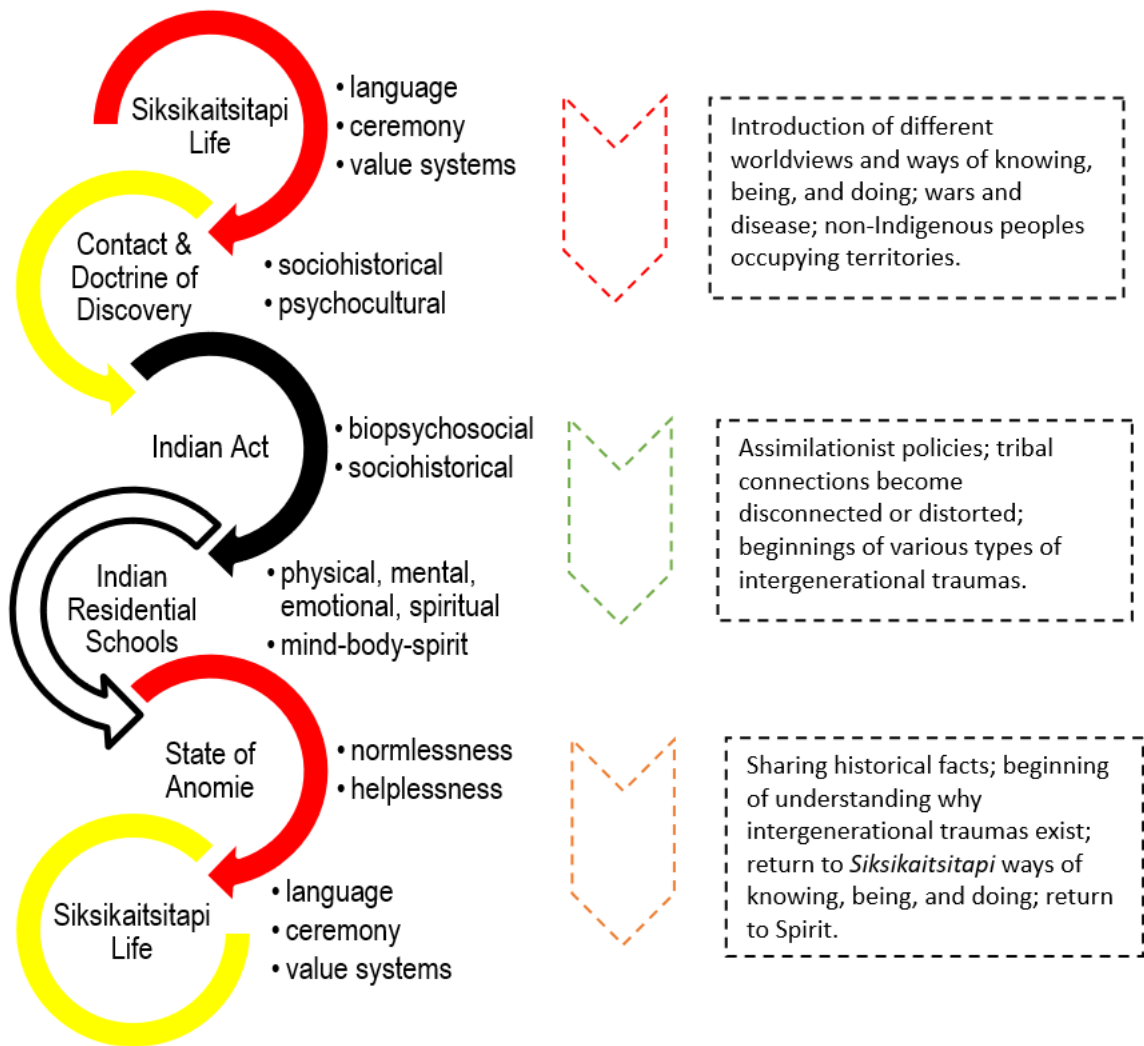 Siksikaitsitapi
Life
• language
• ceremony
• value systems
Introduction of different
worldviews and ways of knowing,
being, and doing; wars and
disease; non-Indigenous peoples
occupying territories.
Contact &
Doctrine of
Discovery
• sociohistorical
• psychocultural
Indian Act
• biopsychosocial
• sociohistorical
Assimilationist policies; tribal
connections become
disconnected or distorted;
beginnings of various types of
intergenerational traumas.
Indian
Residential
Schools
• physical, mental,
emotional, spiritual
• mind-body-spirit
State of
Anomie
• normlessness
• helplessness
Sharing historical facts; beginning
of understanding why
intergenerational traumas exist;
return to Siksikaitsitapi ways of
knowing, being, and doing; return
to Spirit.
Siksikaitsitapi
Life
• language
• ceremony
• value systems